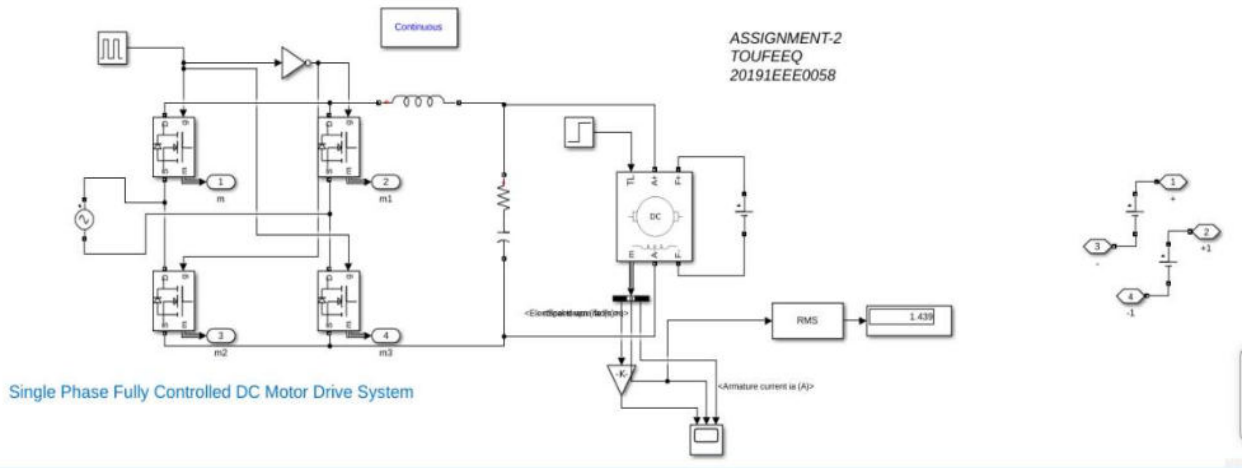 Continuous
ASSIGNMENT-2
TOUFEEQ
20191EEE0058
D g
S m
1
m
D g
S m
2
m1
TL A+ F+
DC
m A- F-
1
+
2
+1
3
-
4
-1
D g
S m
3
m2
D g
S m
4
m3
RMS
1.439
-K-
<Armature current ia (A)>
Single Phase Fully Controlled DC Motor Drive System